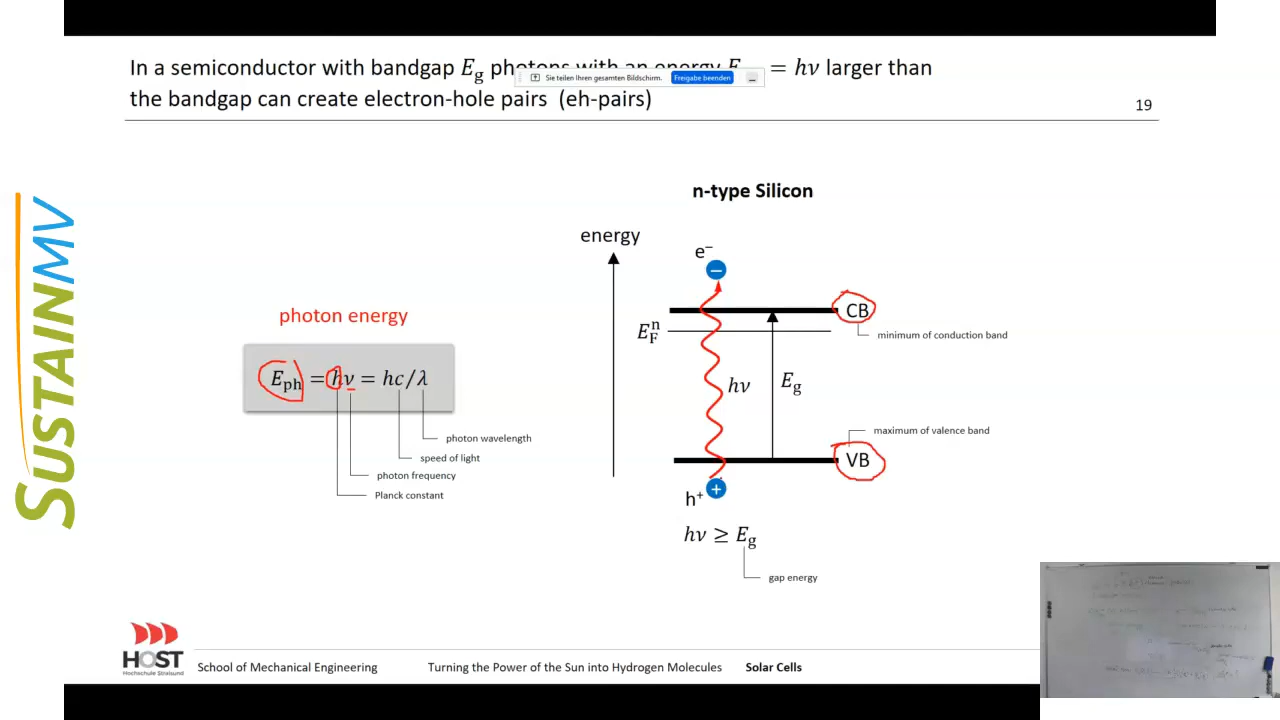 In a semiconductor with bandgap E_g photons with an energy E = hν larger than
the bandgap can create electron-hole pairs (eh-pairs)
Sie teilen Ihren gesamten Bildschirm. Freigabe beenden
19
SUSTAINMV
n-type Silicon
energy
e⁻
−
photon energy
CB
E_F^n
minimum of conduction band
E_ph = hν = hc/λ
hν
E_g
photon wavelength
maximum of valence band
speed of light
VB
photon frequency
Planck constant
h⁺
+
hν ≥ E_g
gap energy
HOST
Hochschule Stralsund
School of Mechanical Engineering
Turning the Power of the Sun into Hydrogen Molecules
Solar Cells